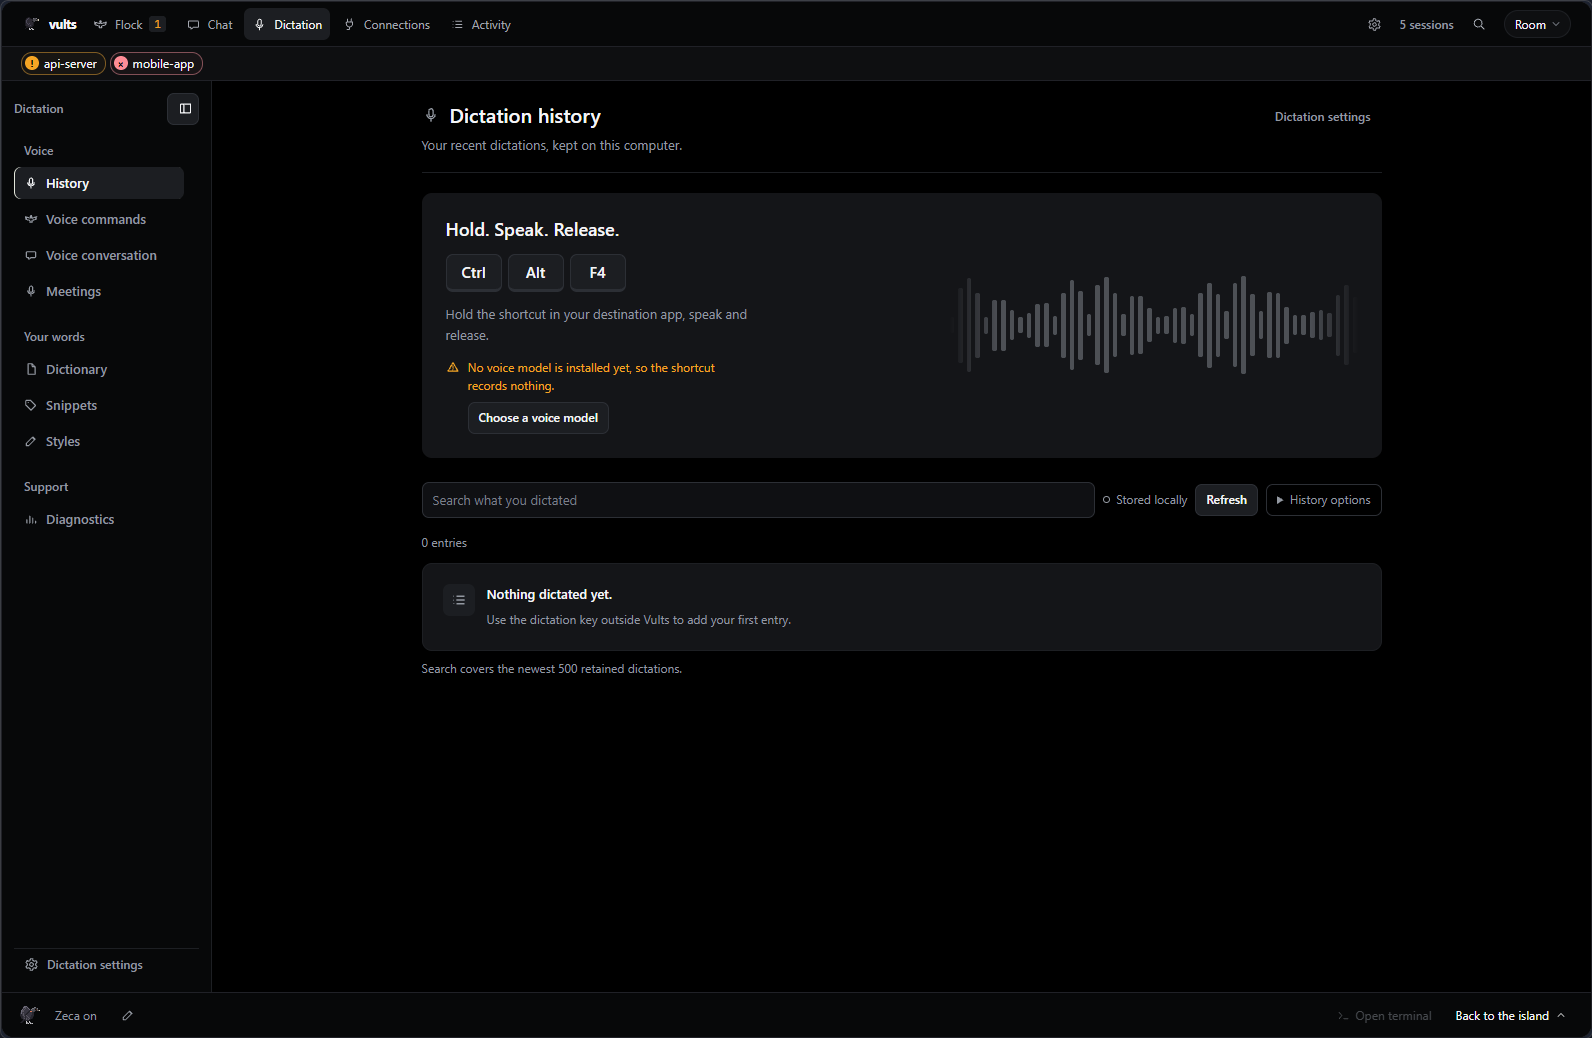 vults
Flock 1
Chat
Dictation
Connections
Activity
5 sessions
Room
api-server
mobile-app
Dictation
Voice
History
Voice commands
Voice conversation
Meetings
Your words
Dictionary
Snippets
Styles
Support
Diagnostics
Dictation settings
Dictation history
Dictation settings
Your recent dictations, kept on this computer.
Hold. Speak. Release.
Ctrl Alt F4
Hold the shortcut in your destination app, speak and
release.
No voice model is installed yet, so the shortcut
records nothing.
Choose a voice model
Search what you dictated
Stored locally
Refresh
History options
0 entries
Nothing dictated yet.
Use the dictation key outside Vults to add your first entry.
Search covers the newest 500 retained dictations.
Zeca on
Open terminal
Back to the island